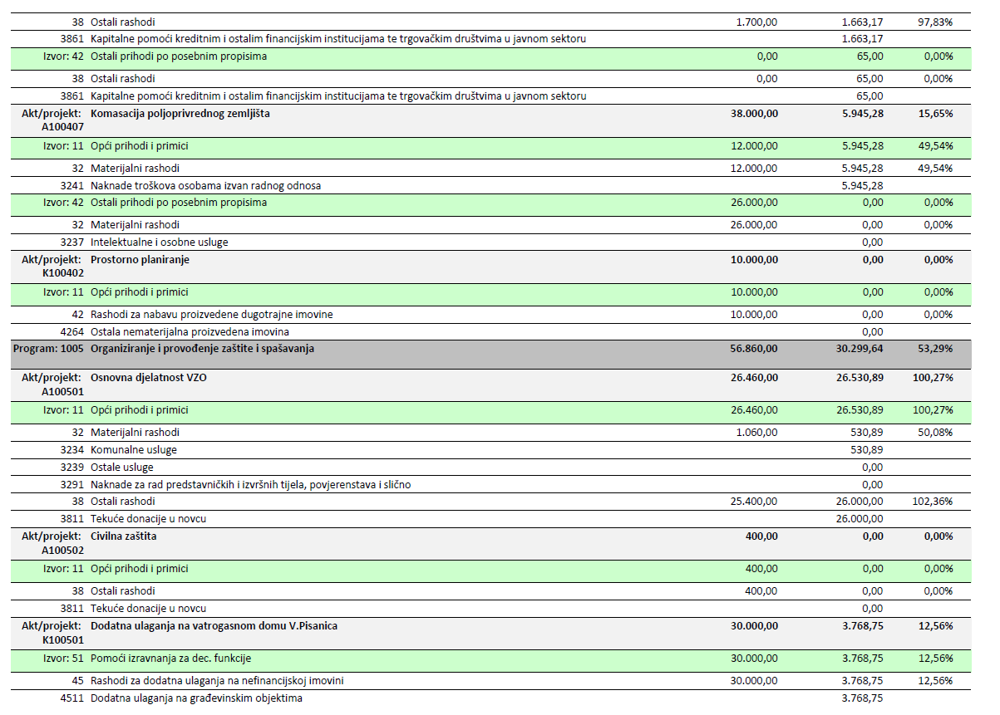 38 Ostali rashodi 1.700,00 1.663,17 97,83%
3861 Kapitalne pomoći kreditnim i ostalim financijskim institucijama te trgovačkim društvima u javnom sektoru 1.663,17
Izvor: 42 Ostali prihodi po posebnim propisima 0,00 65,00 0,00%
38 Ostali rashodi 0,00 65,00 0,00%
3861 Kapitalne pomoći kreditnim i ostalim financijskim institucijama te trgovačkim društvima u javnom sektoru 65,00
Akt/projekt: Komasacija poljoprivrednog zemljišta 38.000,00 5.945,28 15,65%
A100407
Izvor: 11 Opći prihodi i primici 12.000,00 5.945,28 49,54%
32 Materijalni rashodi 12.000,00 5.945,28 49,54%
3241 Naknade troškova osobama izvan radnog odnosa 5.945,28
Izvor: 42 Ostali prihodi po posebnim propisima 26.000,00 0,00 0,00%
32 Materijalni rashodi 26.000,00 0,00 0,00%
3237 Intelektualne i osobne usluge 0,00
Akt/projekt: Prostorno planiranje 10.000,00 0,00 0,00%
K100402
Izvor: 11 Opći prihodi i primici 10.000,00 0,00 0,00%
42 Rashodi za nabavu proizvedene dugotrajne imovine 10.000,00 0,00 0,00%
4264 Ostala nematerijalna proizvedena imovina 0,00
Program: 1005 Organiziranje i provođenje zaštite i spašavanja 56.860,00 30.299,64 53,29%
Akt/projekt: Osnovna djelatnost VZO 26.460,00 26.530,89 100,27%
A100501
Izvor: 11 Opći prihodi i primici 26.460,00 26.530,89 100,27%
32 Materijalni rashodi 1.060,00 530,89 50,08%
3234 Komunalne usluge 530,89
3239 Ostale usluge 0,00
3291 Naknade za rad predstavničkih i izvršnih tijela, povjerenstava i slično 0,00
38 Ostali rashodi 25.400,00 26.000,00 102,36%
3811 Tekuće donacije u novcu 26.000,00
Akt/projekt: Civilna zaštita 400,00 0,00 0,00%
A100502
Izvor: 11 Opći prihodi i primici 400,00 0,00 0,00%
38 Ostali rashodi 400,00 0,00 0,00%
3811 Tekuće donacije u novcu 0,00
Akt/projekt: Dodatna ulaganja na vatrogasnom domu V.Pisanica 30.000,00 3.768,75 12,56%
K100501
Izvor: 51 Pomoći izravnanja za dec. funkcije 30.000,00 3.768,75 12,56%
45 Rashodi za dodatna ulaganja na nefinancijskoj imovini 30.000,00 3.768,75 12,56%
4511 Dodatna ulaganja na građevinskim objektima 3.768,75